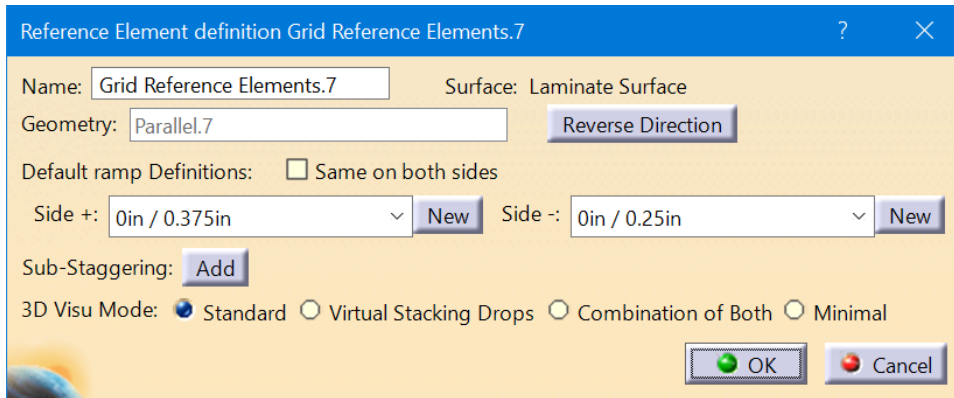 Reference Element definition Grid Reference Elements.7 ?
Name: Grid Reference Elements.7 Surface: Laminate Surface
Geometry: Parallel.7 Reverse Direction
Default ramp Definitions: Same on both sides
Side +: 0in / 0.375in New Side -: 0in / 0.25in New
Sub-Staggering: Add
3D Visu Mode: Standard Virtual Stacking Drops Combination of Both Minimal
OK Cancel